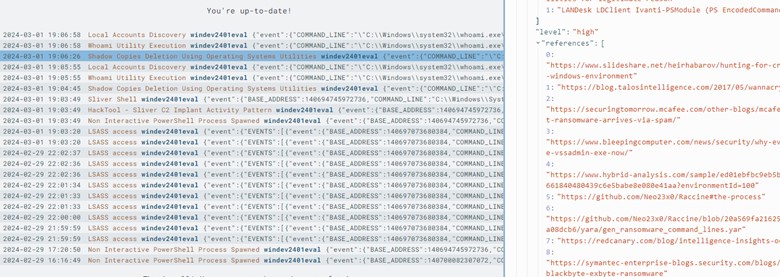 You're up-to-date!
2024-03-01 19:06:58 Local Accounts Discovery windev2401eval {"event":{"COMMAND_LINE":"\"C:\\Windows\\system32\\whoami.exe\
2024-03-01 19:06:58 Whoami Utility Execution windev2401eval {"event":{"COMMAND_LINE":"\"C:\\Windows\\system32\\whoami.exe\
2024-03-01 19:06:26 Shadow Copies Deletion Using Operating Systems Utilities windev2401eval {"event":{"COMMAND_LINE":"\"C:
2024-03-01 19:05:55 Local Accounts Discovery windev2401eval {"event":{"COMMAND_LINE":"\"C:\\Windows\\system32\\whoami.exe\
2024-03-01 19:05:55 Whoami Utility Execution windev2401eval {"event":{"COMMAND_LINE":"\"C:\\Windows\\system32\\whoami.exe\
2024-03-01 19:04:45 Shadow Copies Deletion Using Operating Systems Utilities windev2401eval {"event":{"COMMAND_LINE":"\"C:
2024-03-01 19:03:49 Sliver Shell windev2401eval {"event":{"BASE_ADDRESS":140694745972736,"COMMAND_LINE":"C:\\Windows\\Syst
2024-03-01 19:03:49 HackTool - Sliver C2 Implant Activity Pattern windev2401eval {"event":{"BASE_ADDRESS":140694745972736,
2024-03-01 19:03:49 Non Interactive PowerShell Process Spawned windev2401eval {"event":{"BASE_ADDRESS":140694745972736,"CO
2024-03-01 19:03:20 LSASS access windev2401eval {"event":{"EVENTS":[{"event":{"BASE_ADDRESS":140697073680384,"COMMAND_LINE
2024-03-01 19:03:20 LSASS access windev2401eval {"event":{"EVENTS":[{"event":{"BASE_ADDRESS":140697073680384,"COMMAND_LINE
2024-02-29 22:02:37 LSASS access windev2401eval {"event":{"EVENTS":[{"event":{"BASE_ADDRESS":140697073680384,"COMMAND_LINE
2024-02-29 22:02:36 LSASS access windev2401eval {"event":{"EVENTS":[{"event":{"BASE_ADDRESS":140697073680384,"COMMAND_LINE
2024-02-29 22:02:36 LSASS access windev2401eval {"event":{"EVENTS":[{"event":{"BASE_ADDRESS":140697073680384,"COMMAND_LINE
2024-02-29 22:01:34 LSASS access windev2401eval {"event":{"EVENTS":[{"event":{"BASE_ADDRESS":140697073680384,"COMMAND_LINE
2024-02-29 22:01:33 LSASS access windev2401eval {"event":{"EVENTS":[{"event":{"BASE_ADDRESS":140697073680384,"COMMAND_LINE
2024-02-29 22:00:00 LSASS access windev2401eval {"event":{"EVENTS":[{"event":{"BASE_ADDRESS":140697073680384,"COMMAND_LINE
2024-02-29 21:59:59 LSASS access windev2401eval {"event":{"EVENTS":[{"event":{"BASE_ADDRESS":140697073680384,"COMMAND_LINE
2024-02-29 21:59:59 LSASS access windev2401eval {"event":{"EVENTS":[{"event":{"BASE_ADDRESS":140697073680384,"COMMAND_LINE
2024-02-29 17:20:50 Non Interactive PowerShell Process Spawned windev2401eval {"event":{"BASE_ADDRESS":140694745972736,"CO
2024-02-29 16:16:49 Non Interactive PowerShell Process Spawned windev2401eval {"event":{"BASE_ADDRESS":140700082307072,"CO
1: "LANDesk LDClient Ivanti-PSModule (PS EncodedComman
]
"level": "high"
"references": [
0:
"https://www.slideshare.net/heirhabarov/hunting-for-cr
-windows-environment"
1: "https://blog.talosintelligence.com/2017/05/wannacry
2:
"https://securingtomorrow.mcafee.com/other-blogs/mcafe
t-ransomware-arrives-via-spam/"
3:
"https://www.bleepingcomputer.com/news/security/why-ev
e-vssadmin-exe-now/"
4:
"https://www.hybrid-analysis.com/sample/ed01ebfbc9eb5b
661840480439c6e5babe8e080e41aa?environmentId=100"
5: "https://github.com/Neo23x0/Raccine#the-process"
6:
"https://github.com/Neo23x0/Raccine/blob/20a569fa21625
a08dcb6/yara/gen_ransomware_command_lines.yar"
7: "https://redcanary.com/blog/intelligence-insights-o
8:
"https://symantec-enterprise-blogs.security.com/blogs/
blackbyte-exbyte-ransomware"